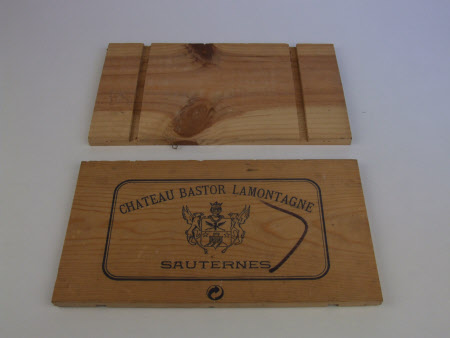 CHATEAU BASTOR LAMONTAGNE
SAUTERNES